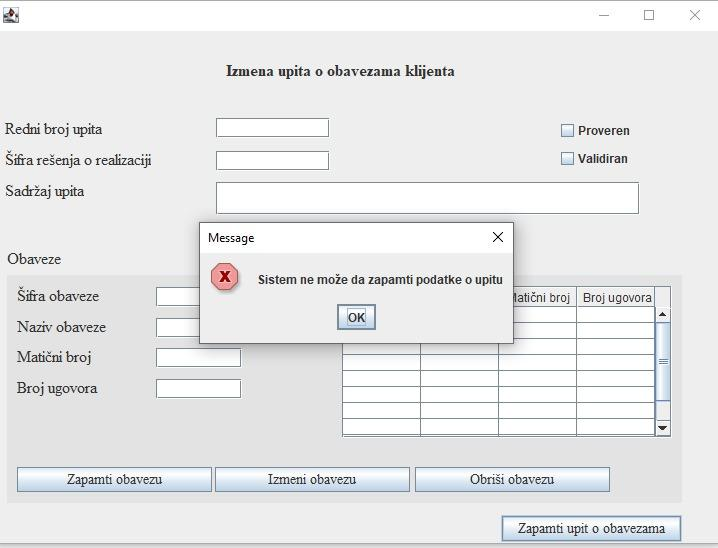 Izmena upita o obavezama klijenta
Redni broj upita
Proveren
Šifra rešenja o realizaciji
Validiran
Sadržaj upita
Message
Sistem ne može da zapamti podatke o upitu
OK
Obaveze
Šifra obaveze
Naziv obaveze
Matični broj
Broj ugovora
Matični broj Broj ugovora
Zapamti obavezu Izmeni obavezu Obriši obavezu
Zapamti upit o obavezama